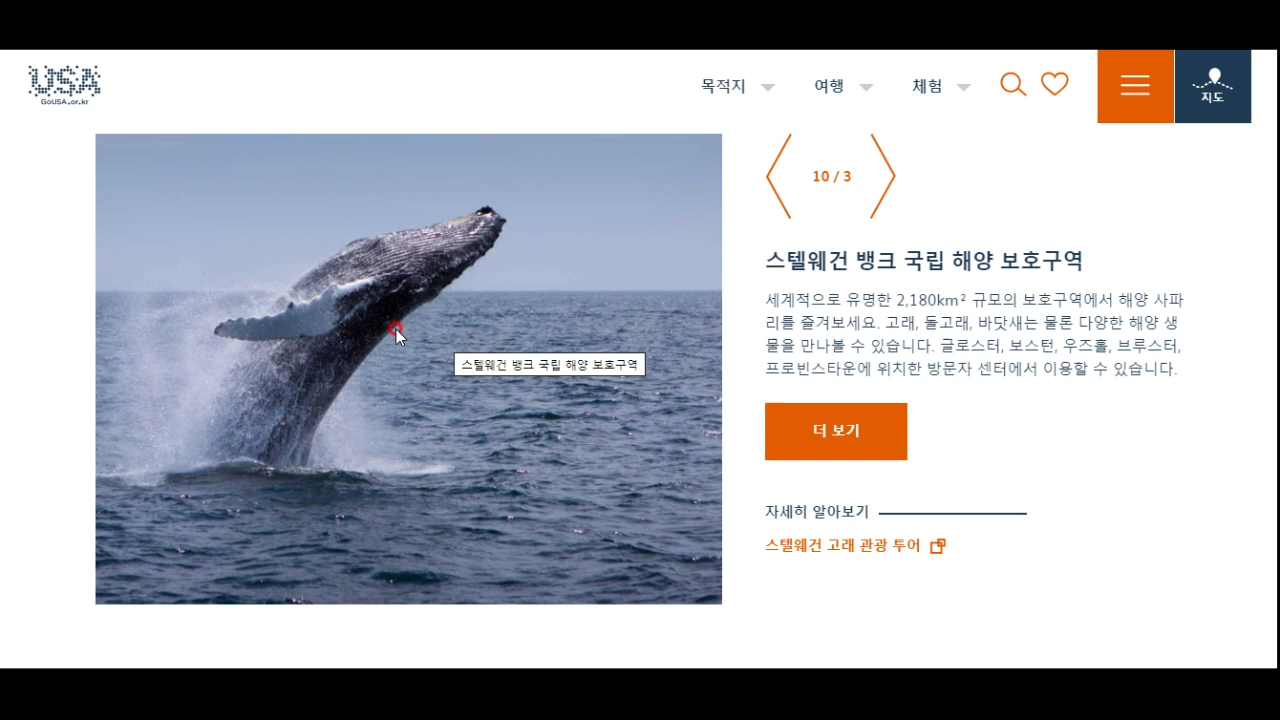 USA
GoUSA.or.kr
목적지
여행
체험
지도
10 / 3
스텔웨건 뱅크 국립 해양 보호구역
세계적으로 유명한 2,180km² 규모의 보호구역에서 해양 사파
리를 즐겨보세요. 고래, 돌고래, 바닷새는 물론 다양한 해양 생
물을 만나볼 수 있습니다. 글로스터, 보스턴, 우즈홀, 브루스터,
프로빈스타운에 위치한 방문자 센터에서 이용할 수 있습니다.
스텔웨건 뱅크 국립 해양 보호구역
더 보기
자세히 알아보기
스텔웨건 고래 관광 투어